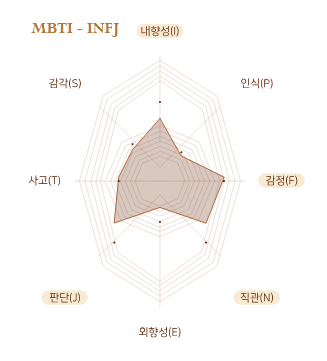 MBTI - INFJ
내향성(I)
감각(S)
인식(P)
사고(T)
감정(F)
판단(J)
직관(N)
외향성(E)